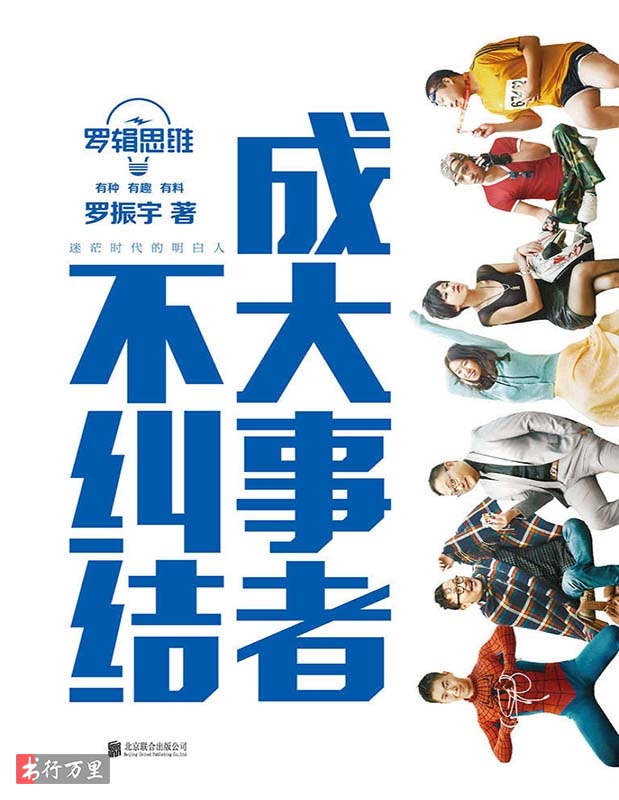 罗辑思维
有种 有趣 有料
罗振宇 著
迷茫时代的明白人
成大事者
不纠结
北京联合出版公司
Beijing United Publishing Co.,Ltd.
书行万里